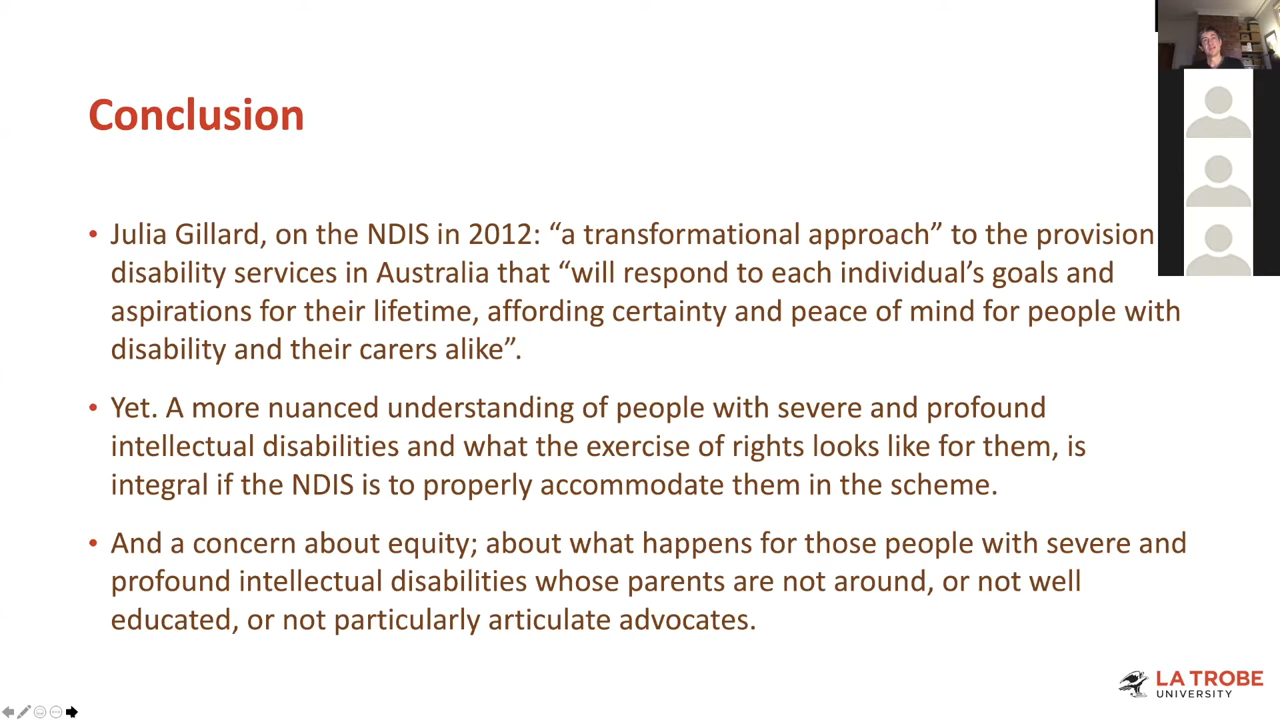 Conclusion
• Julia Gillard, on the NDIS in 2012: “a transformational approach” to the provision
disability services in Australia that “will respond to each individual’s goals and
aspirations for their lifetime, affording certainty and peace of mind for people with
disability and their carers alike”.
• Yet. A more nuanced understanding of people with severe and profound
intellectual disabilities and what the exercise of rights looks like for them, is
integral if the NDIS is to properly accommodate them in the scheme.
• And a concern about equity; about what happens for those people with severe and
profound intellectual disabilities whose parents are not around, or not well
educated, or not particularly articulate advocates.
LA TROBE
UNIVERSITY